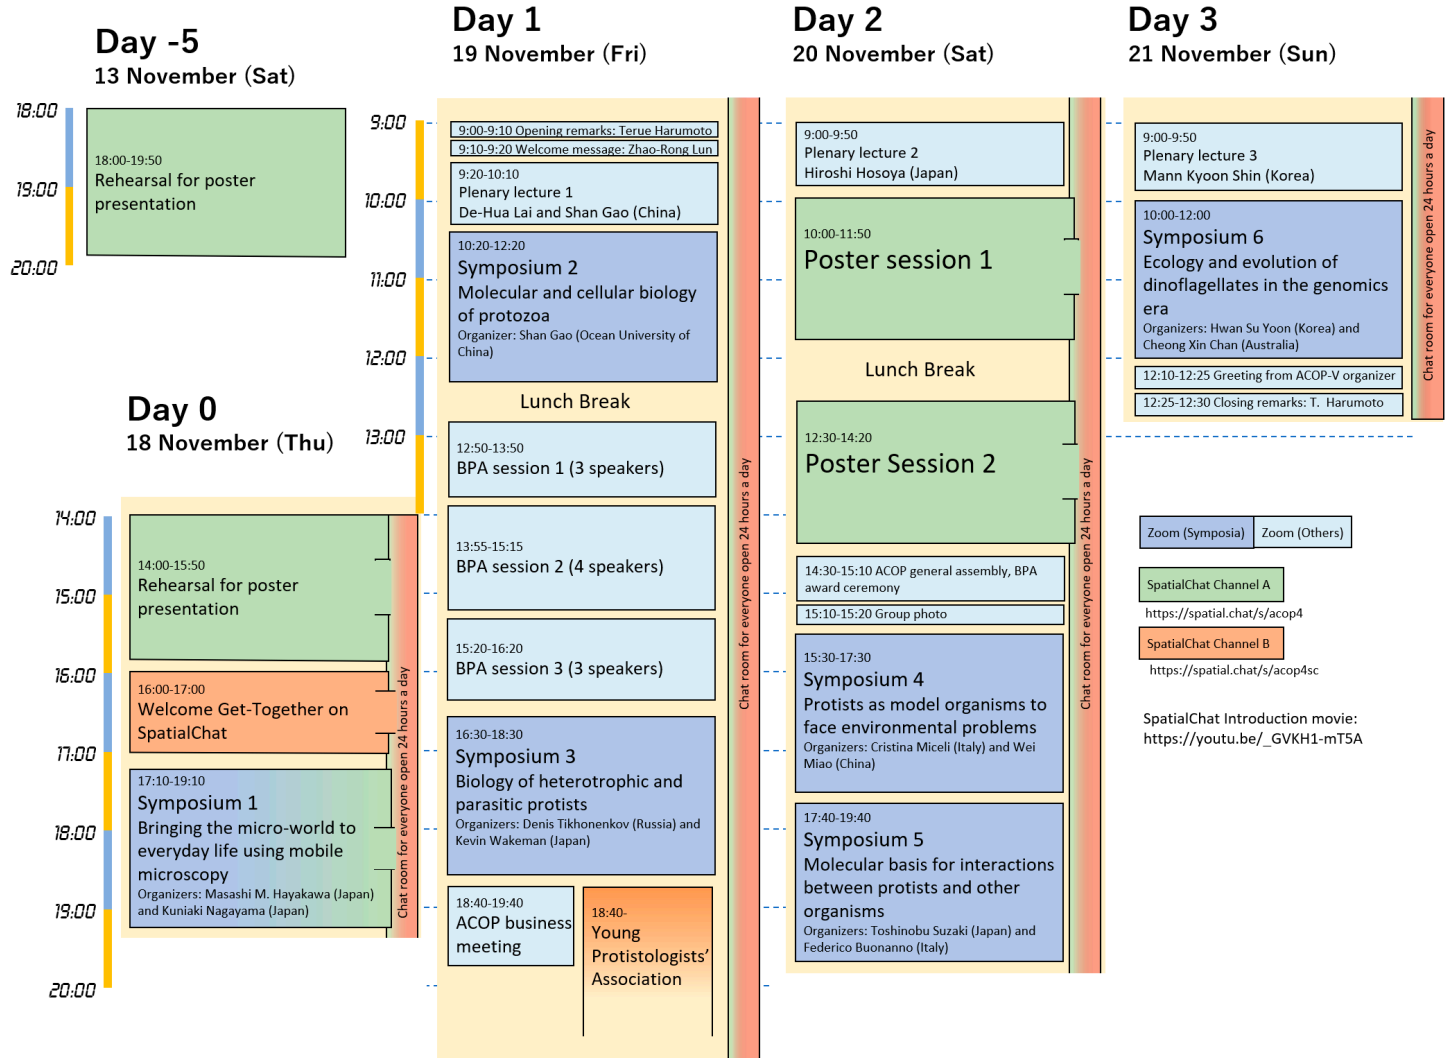 Day -5
13 November (Sat)
18:00
19:00
20:00
18:00-19:50
Rehearsal for poster
presentation
Day 0
18 November (Thu)
14:00
15:00
16:00
17:00
18:00
19:00
20:00
14:00-15:50
Rehearsal for poster
presentation
16:00-17:00
Welcome Get-Together on
SpatialChat
17:10-19:10
Symposium 1
Bringing the micro-world to
everyday life using mobile
microscopy
Organizers: Masashi M. Hayakawa (Japan)
and Kuniaki Nagayama (Japan)
Chat room for everyone open 24 hours a day
Day 1
19 November (Fri)
9:00
10:00
11:00
12:00
13:00
9:00-9:10 Opening remarks: Terue Harumoto
9:10-9:20 Welcome message: Zhao-Rong Lun
9:20-10:10
Plenary lecture 1
De-Hua Lai and Shan Gao (China)
10:20-12:20
Symposium 2
Molecular and cellular biology
of protozoa
Organizer: Shan Gao (Ocean University of
China)
Lunch Break
12:50-13:50
BPA session 1 (3 speakers)
13:55-15:15
BPA session 2 (4 speakers)
15:20-16:20
BPA session 3 (3 speakers)
16:30-18:30
Symposium 3
Biology of heterotrophic and
parasitic protists
Organizers: Denis Tikhonenkov (Russia) and
Kevin Wakeman (Japan)
18:40-19:40
ACOP business
meeting
18:40-
Young
Protistologists'
Association
Chat room for everyone open 24 hours a day
Day 2
20 November (Sat)
9:00-9:50
Plenary lecture 2
Hiroshi Hosoya (Japan)
10:00-11:50
Poster session 1
Lunch Break
12:30-14:20
Poster Session 2
14:30-15:10 ACOP general assembly, BPA
award ceremony
15:10-15:20 Group photo
15:30-17:30
Symposium 4
Protists as model organisms to
face environmental problems
Organizers: Cristina Miceli (Italy) and Wei
Miao (China)
17:40-19:40
Symposium 5
Molecular basis for interactions
between protists and other
organisms
Organizers: Toshinobu Suzaki (Japan) and
Federico Buonanno (Italy)
Chat room for everyone open 24 hours a day
Day 3
21 November (Sun)
9:00-9:50
Plenary lecture 3
Mann Kyoon Shin (Korea)
10:00-12:00
Symposium 6
Ecology and evolution of
dinoflagellates in the genomics
era
Organizers: Hwan Su Yoon (Korea) and
Cheong Xin Chan (Australia)
12:10-12:25 Greeting from ACOP-V organizer
12:25-12:30 Closing remarks: T. Harumoto
Chat room for everyone open 24 hours a day
Zoom (Symposia)
Zoom (Others)
SpatialChat Channel A
https://spatial.chat/s/acop4
SpatialChat Channel B
https://spatial.chat/s/acop4sc
SpatialChat Introduction movie:
https://youtu.be/_GVKH1-mT5A